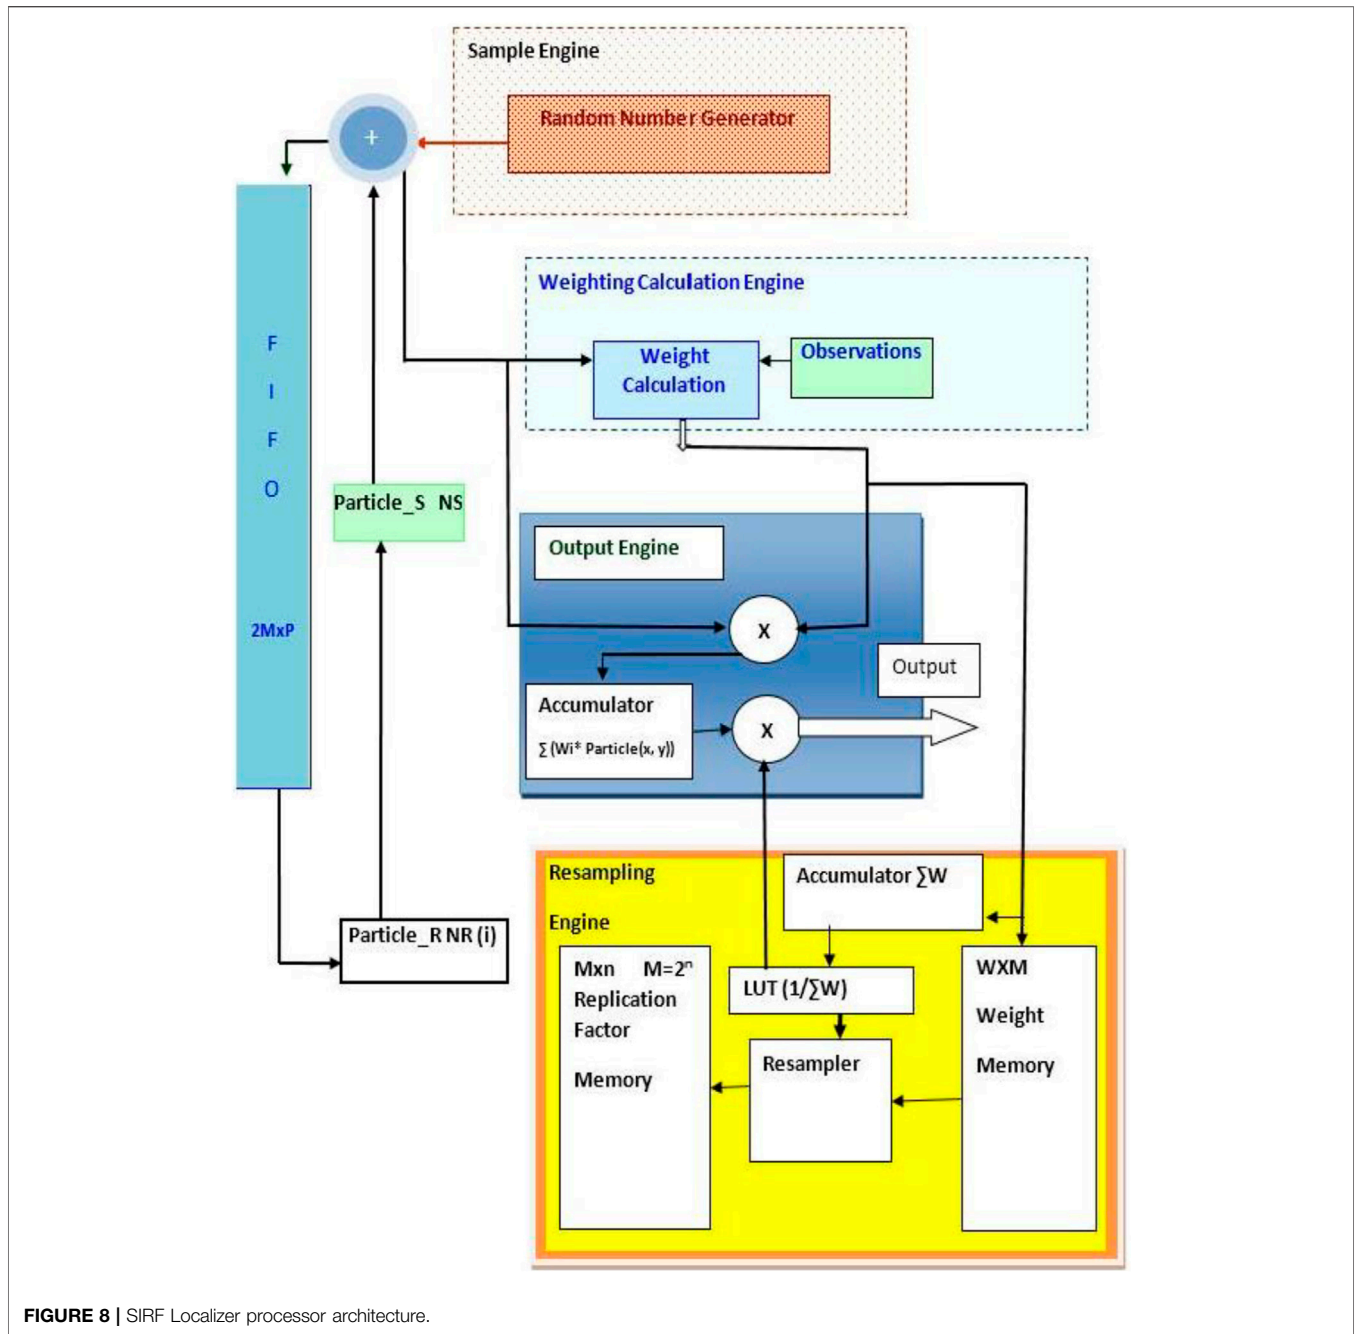 Sample Engine
Random Number Generator
+
Weighting Calculation Engine
Weight
Calculation
Observations
F
I
F
O
2MxP
Particle_S NS
Output Engine
X
Output
Accumulator
∑(Wi* Particle(x, y))
X
Particle_R NR (i)
Resampling
Engine
Accumulator ∑W
Mxn M=2ⁿ
Replication
Factor
Memory
LUT (1/∑W)
Resampler
WXM
Weight
Memory
FIGURE 8 | SIRF Localizer processor architecture.